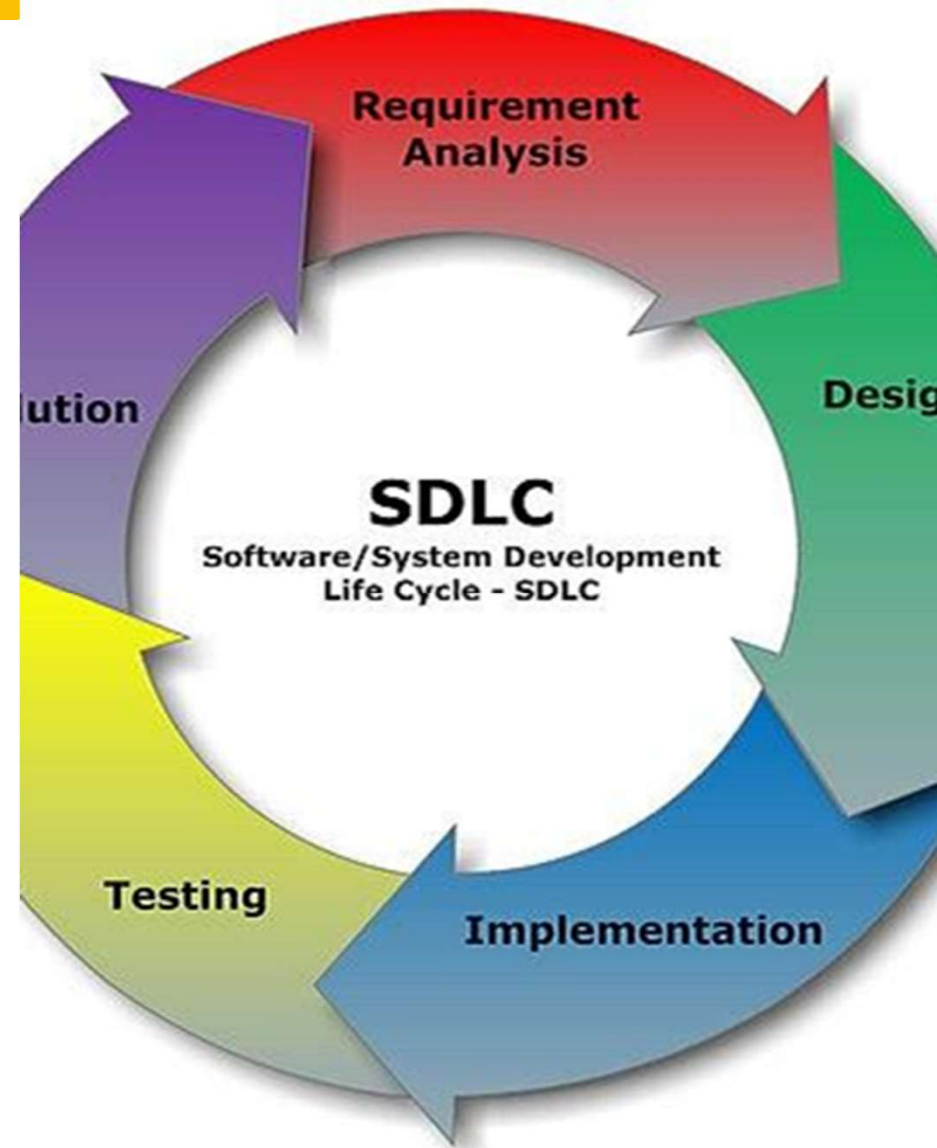 Requirement
Analysis
Desig
lution
SDLC
Software/System Development
Life Cycle - SDLC
Testing
Implementation